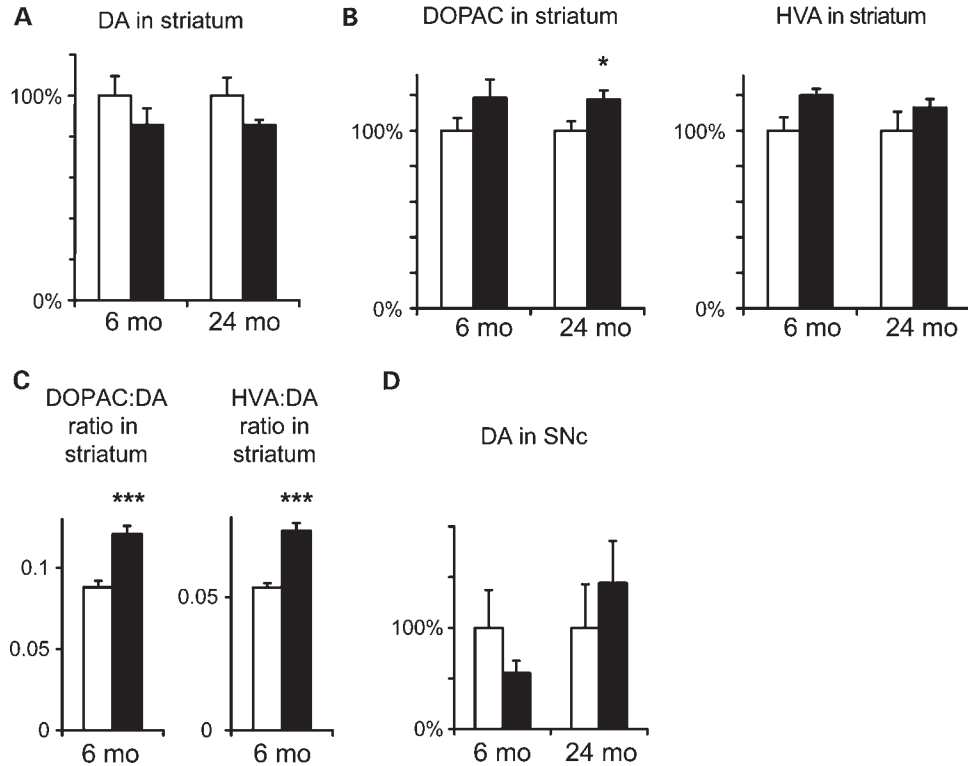 A
DA in striatum
100%
0%
6 mo
24 mo
B
DOPAC in striatum
*
100%
0%
6 mo
24 mo
HVA in striatum
100%
0%
6 mo
24 mo
C
DOPAC:DA
ratio in
striatum
***
0.1
0.05
0
6 mo
HVA:DA
ratio in
striatum
***
0.05
0
6 mo
D
DA in SNc
100%
0%
6 mo
24 mo